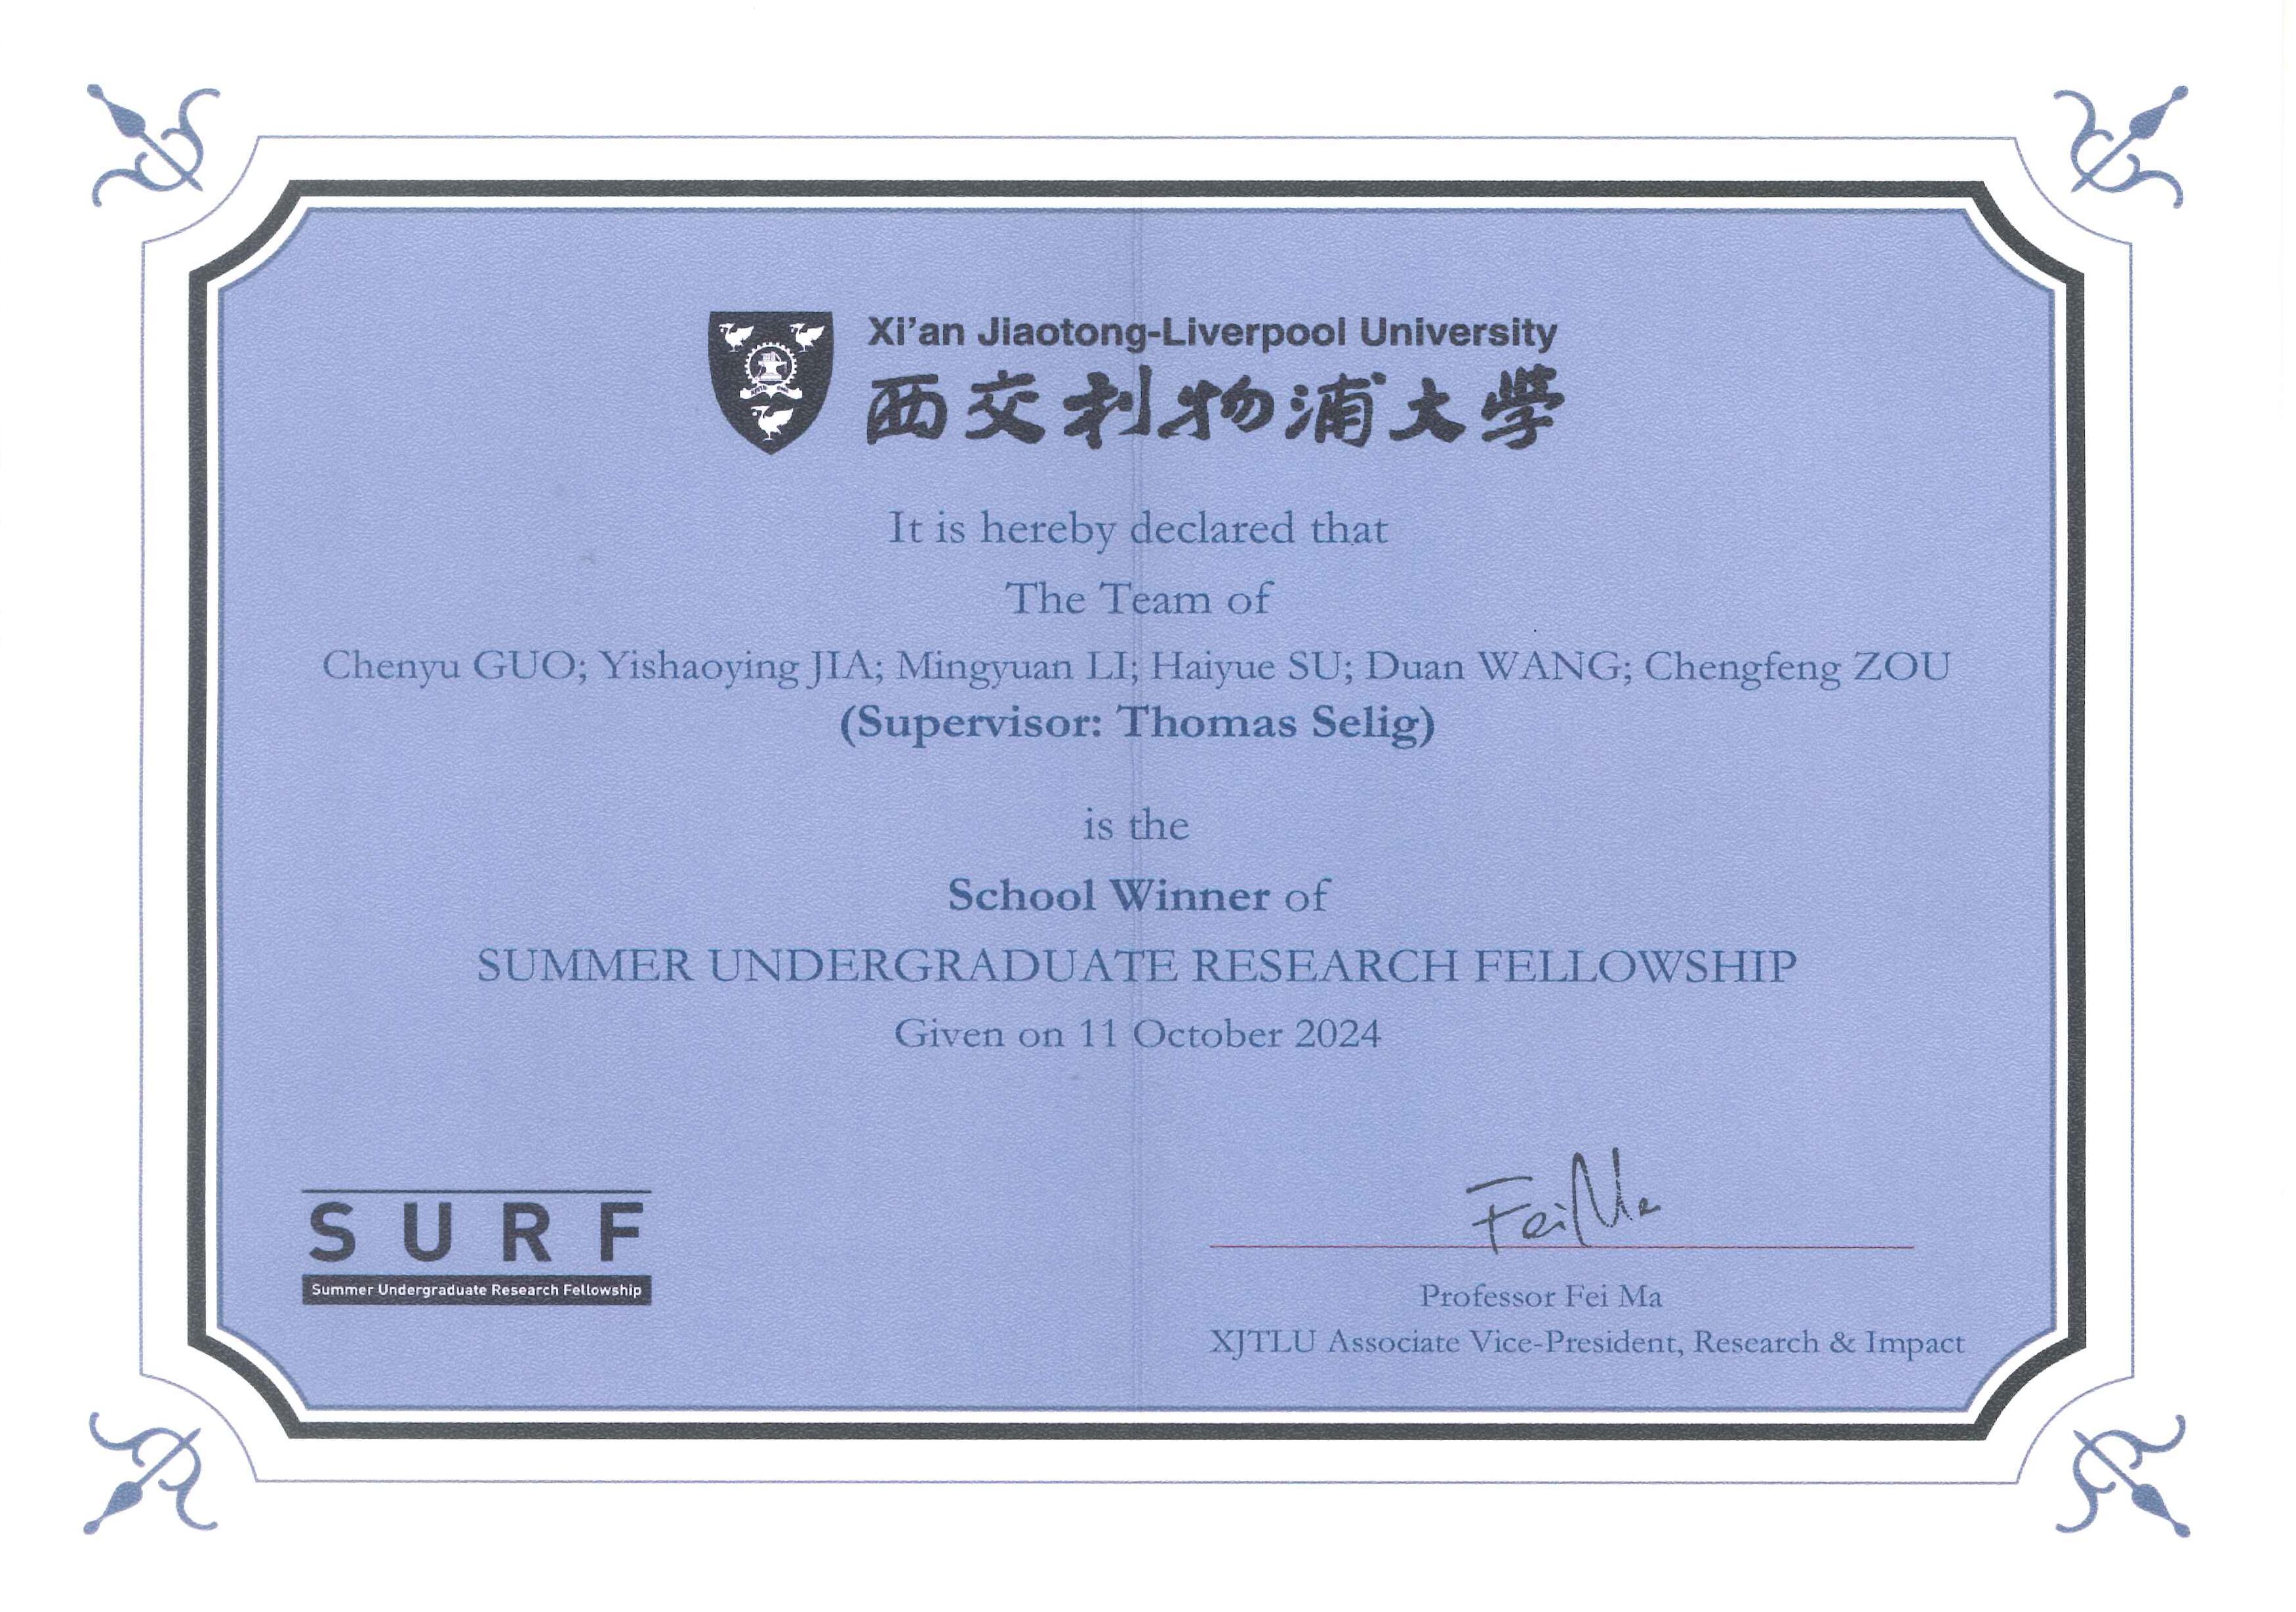 Xi'an Jiaotong-Liverpool University
西交利物浦大學
It is hereby declared that
The Team of
Chenyu GUO; Yishaoying JIA; Mingyuan LI; Haiyue SU; Duan WANG; Chengfeng ZOU
(Supervisor: Thomas Selig)
is the
School Winner of
SUMMER UNDERGRADUATE RESEARCH FELLOWSHIP
Given on 11 October 2024
SURF
Summer Undergraduate Research Fellowship
Fei Ma
Professor Fei Ma
XJTLU Associate Vice-President, Research & Impact